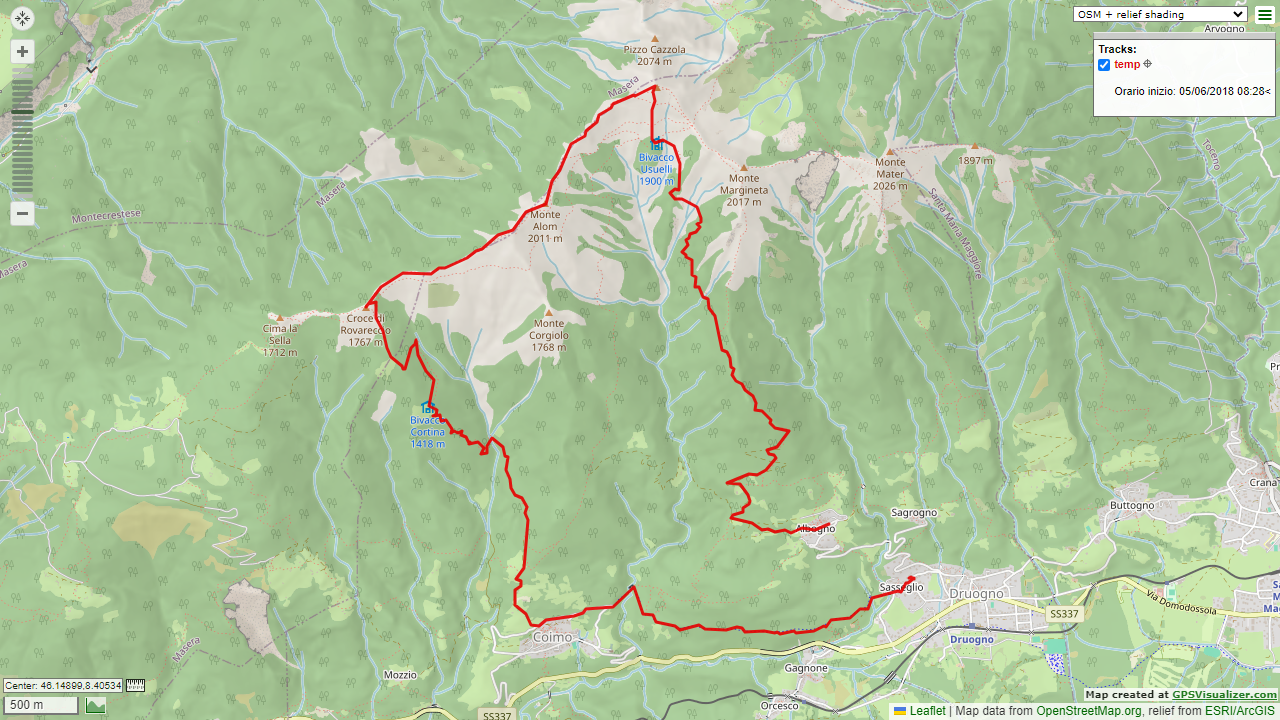 OSM + relief shading
Arvogno
Tracks:
temp
Orario inizio: 05/06/2018 08:28<
Pizzo Cazzola
2074 m
Masera
Toceno
Bivacco
Usuelli
1900 m
Monte
Margineta
2017 m
Monte
Mater
2026 m
1897 m
Masera
Montecrestese
Santa Maria Maggiore
Monte
Alom
2011 m
Masera
Cima la
Sella
1712 m
Croce di
Rovareccio
1767 m
Monte
Corgiolo
1768 m
Bivacco
Cortina
1418 m
Crana
Buttogno
Sagrogno
Albogno
Sasseglio
Druogno
Via Domodossola
SS337
Coimo
Druogno
Masera
Gagnone
Mozzio
Orcesco
SS337
Center: 46.14899,8.40534
500 m
Map created at GPSVisualizer.com
Leaflet | Map data from OpenStreetMap.org, relief from ESRI/ArcGIS